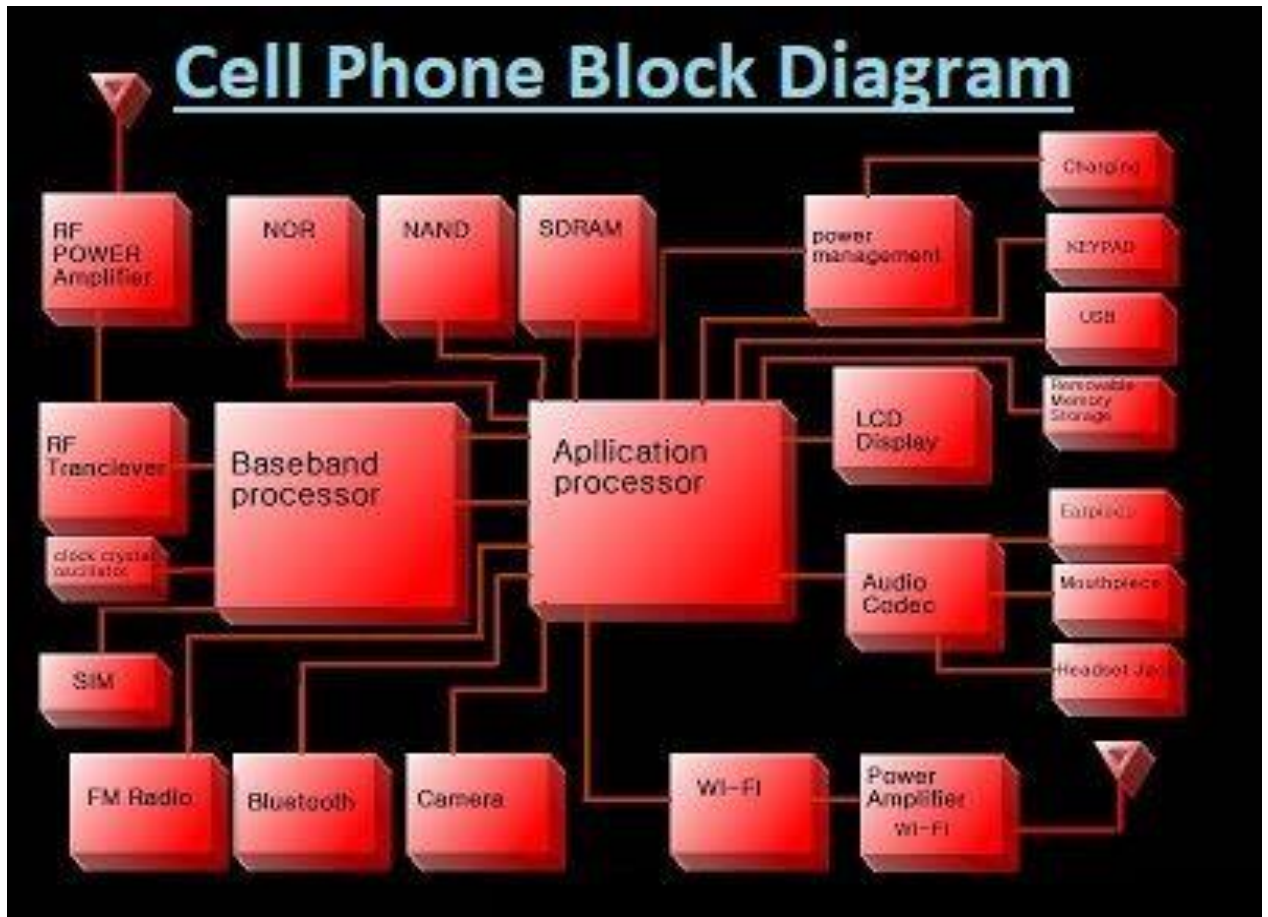 Cell Phone Block Diagram
RF
POWER
Amplifier
NOR
NAND
SDRAM
power
management
Charging
KEYPAD
USB
Removable
Memory
Storage
RF
Tranciever
Baseband
processor
Apllication
processor
LCD
Display
clock crystal
oscillator
Earpiece
Audio
Codec
Mouthpiece
SIM
Headset Jack
FM Radio
Bluetooth
Camera
WI-FI
Power
Amplifier
WI-FI